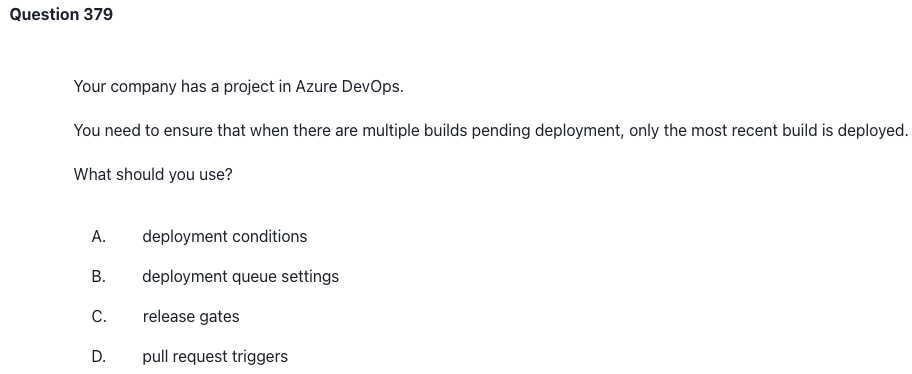 Question 379
Your company has a project in Azure DevOps.
You need to ensure that when there are multiple builds pending deployment, only the most recent build is deployed.
What should you use?
A. deployment conditions
B. deployment queue settings
C. release gates
D. pull request triggers